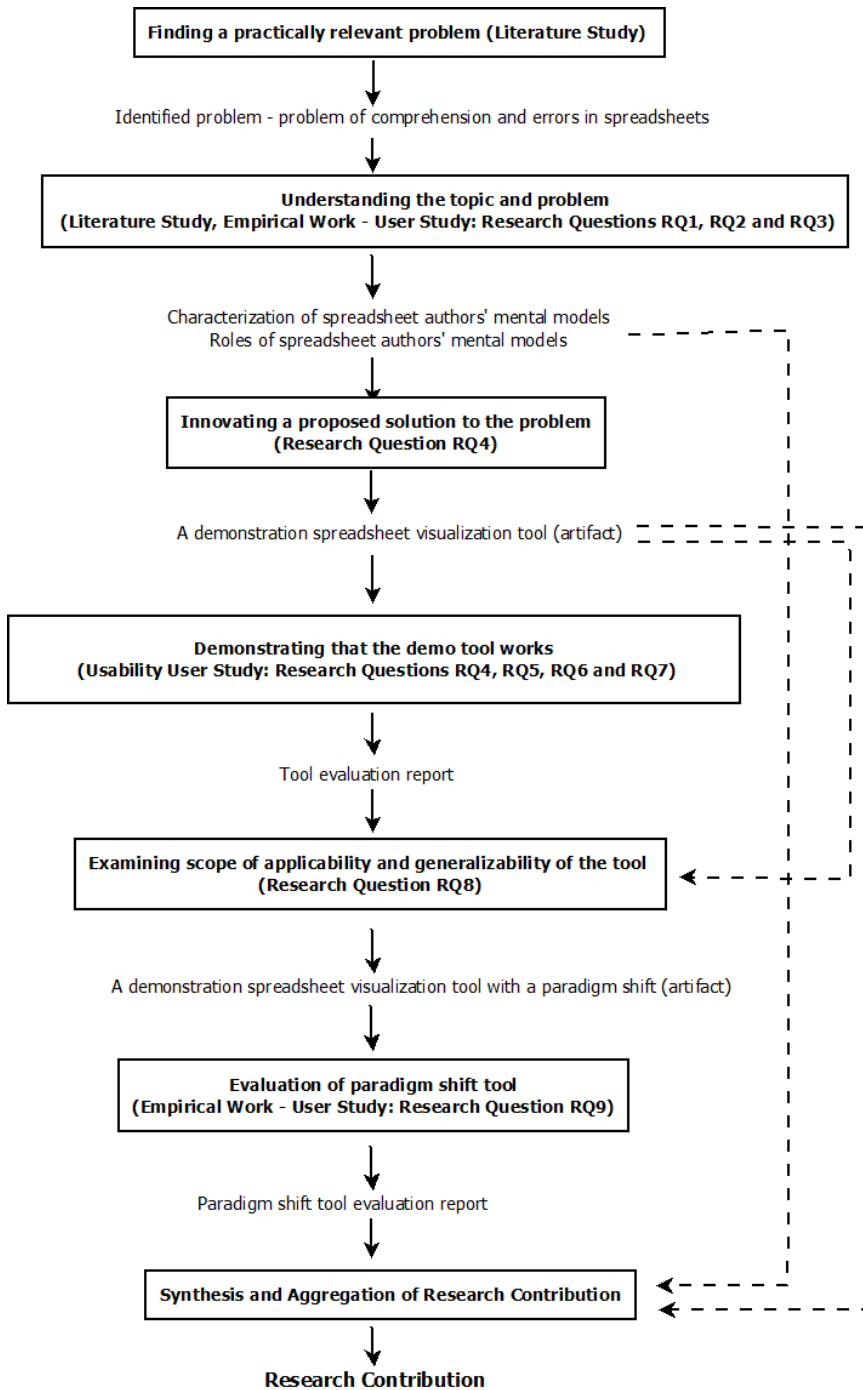 Finding a practically relevant problem (Literature Study)
Identified problem - problem of comprehension and errors in spreadsheets
Understanding the topic and problem
(Literature Study, Empirical Work - User Study: Research Questions RQ1, RQ2 and RQ3)
Characterization of spreadsheet authors' mental models
Roles of spreadsheet authors' mental models
Innovating a proposed solution to the problem
(Research Question RQ4)
A demonstration spreadsheet visualization tool (artifact)
Demonstrating that the demo tool works
(Usability User Study: Research Questions RQ4, RQ5, RQ6 and RQ7)
Tool evaluation report
Examining scope of applicability and generalizability of the tool
(Research Question RQ8)
A demonstration spreadsheet visualization tool with a paradigm shift (artifact)
Evaluation of paradigm shift tool
(Empirical Work - User Study: Research Question RQ9)
Paradigm shift tool evaluation report
Synthesis and Aggregation of Research Contribution
Research Contribution